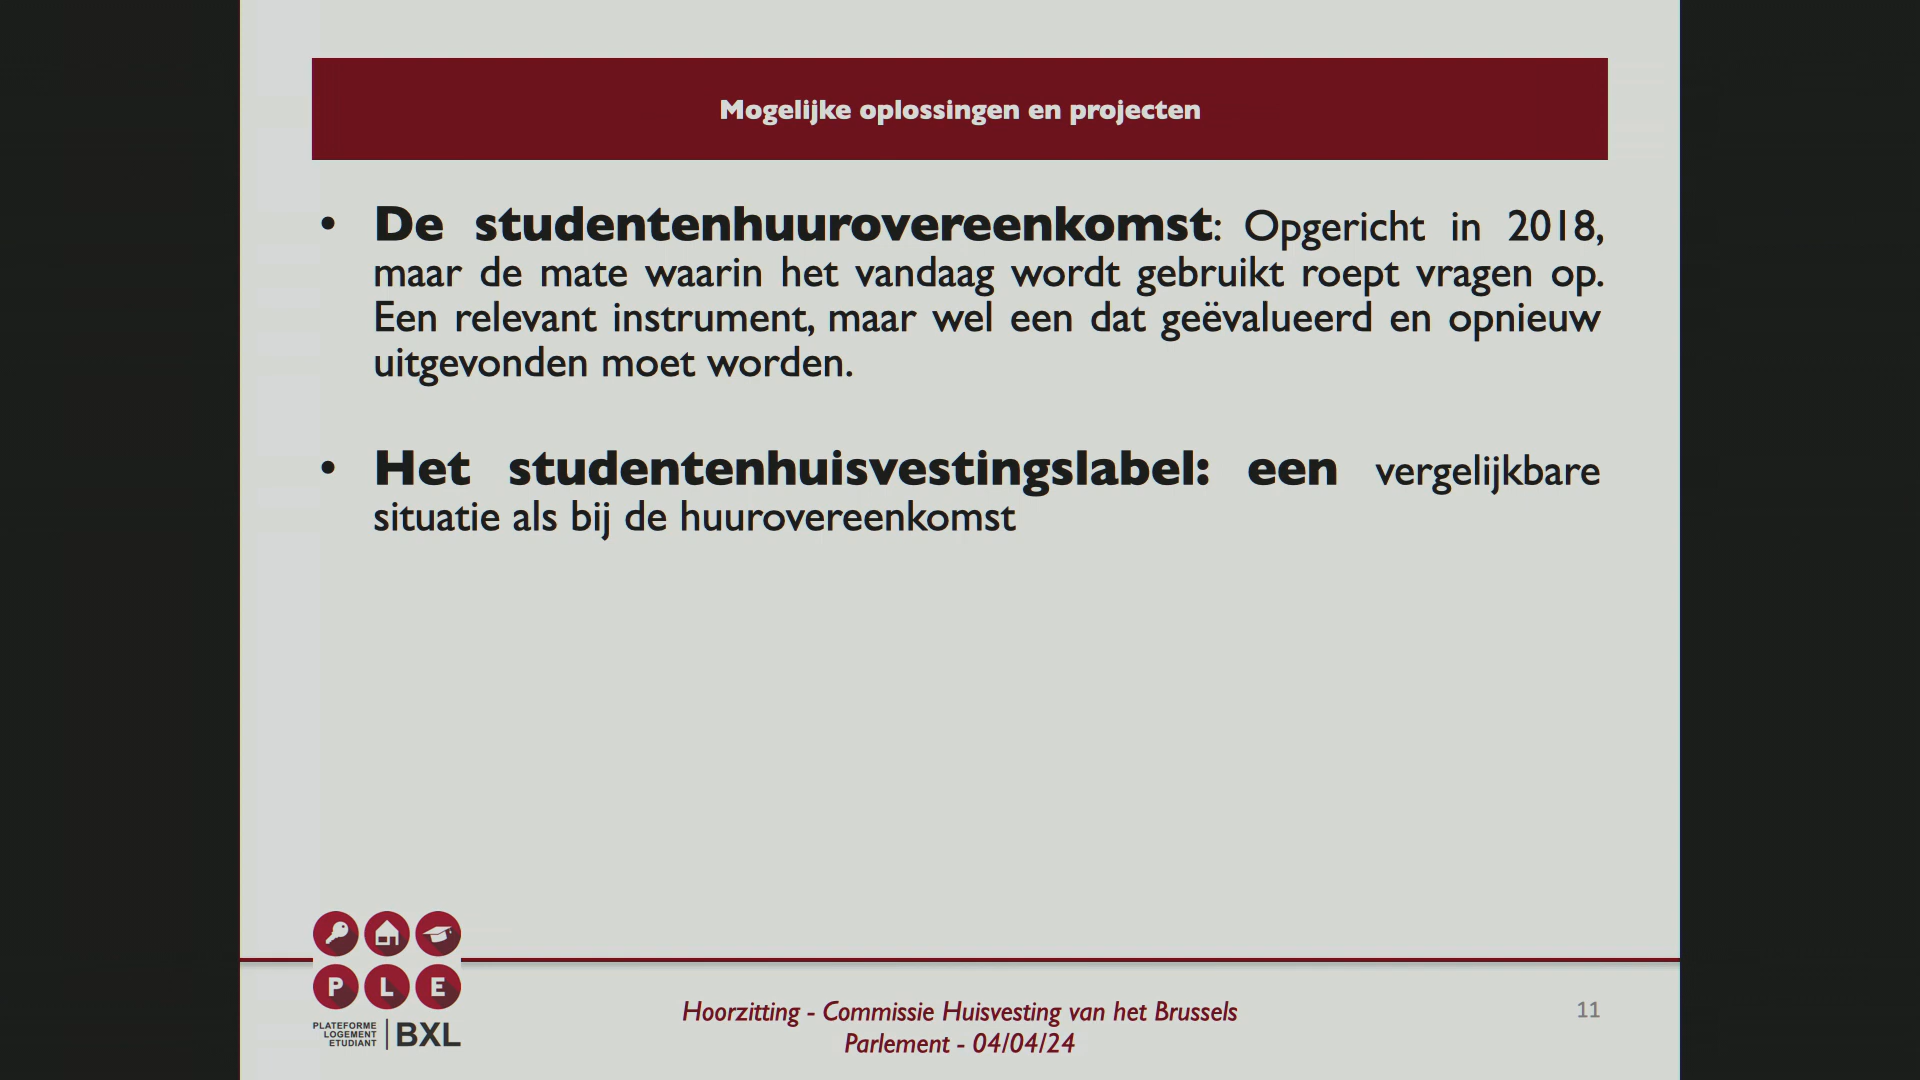 Mogelijke oplossingen en projecten
• De studentenhuurovereenkomst: Opgericht in 2018,
maar de mate waarin het vandaag wordt gebruikt roept vragen op.
Een relevant instrument, maar wel een dat geëvalueerd en opnieuw
uitgevonden moet worden.
• Het studentenhuisvestingslabel: een vergelijkbare
situatie als bij de huurovereenkomst
P L E
PLATEFORME
LOGEMENT
ETUDIANT
BXL
Hoorzitting - Commissie Huisvesting van het Brussels
Parlement - 04/04/24
11